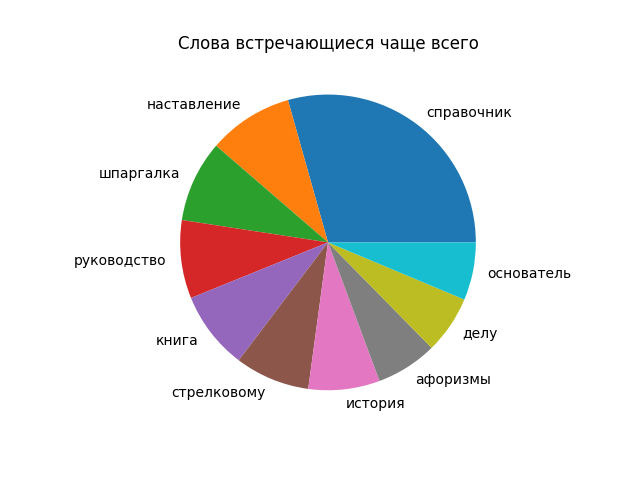 Слова встречающиеся чаще всего
справочник
наставление
шпаргалка
руководство
книга
стрелковому
история
афоризмы
делу
основатель